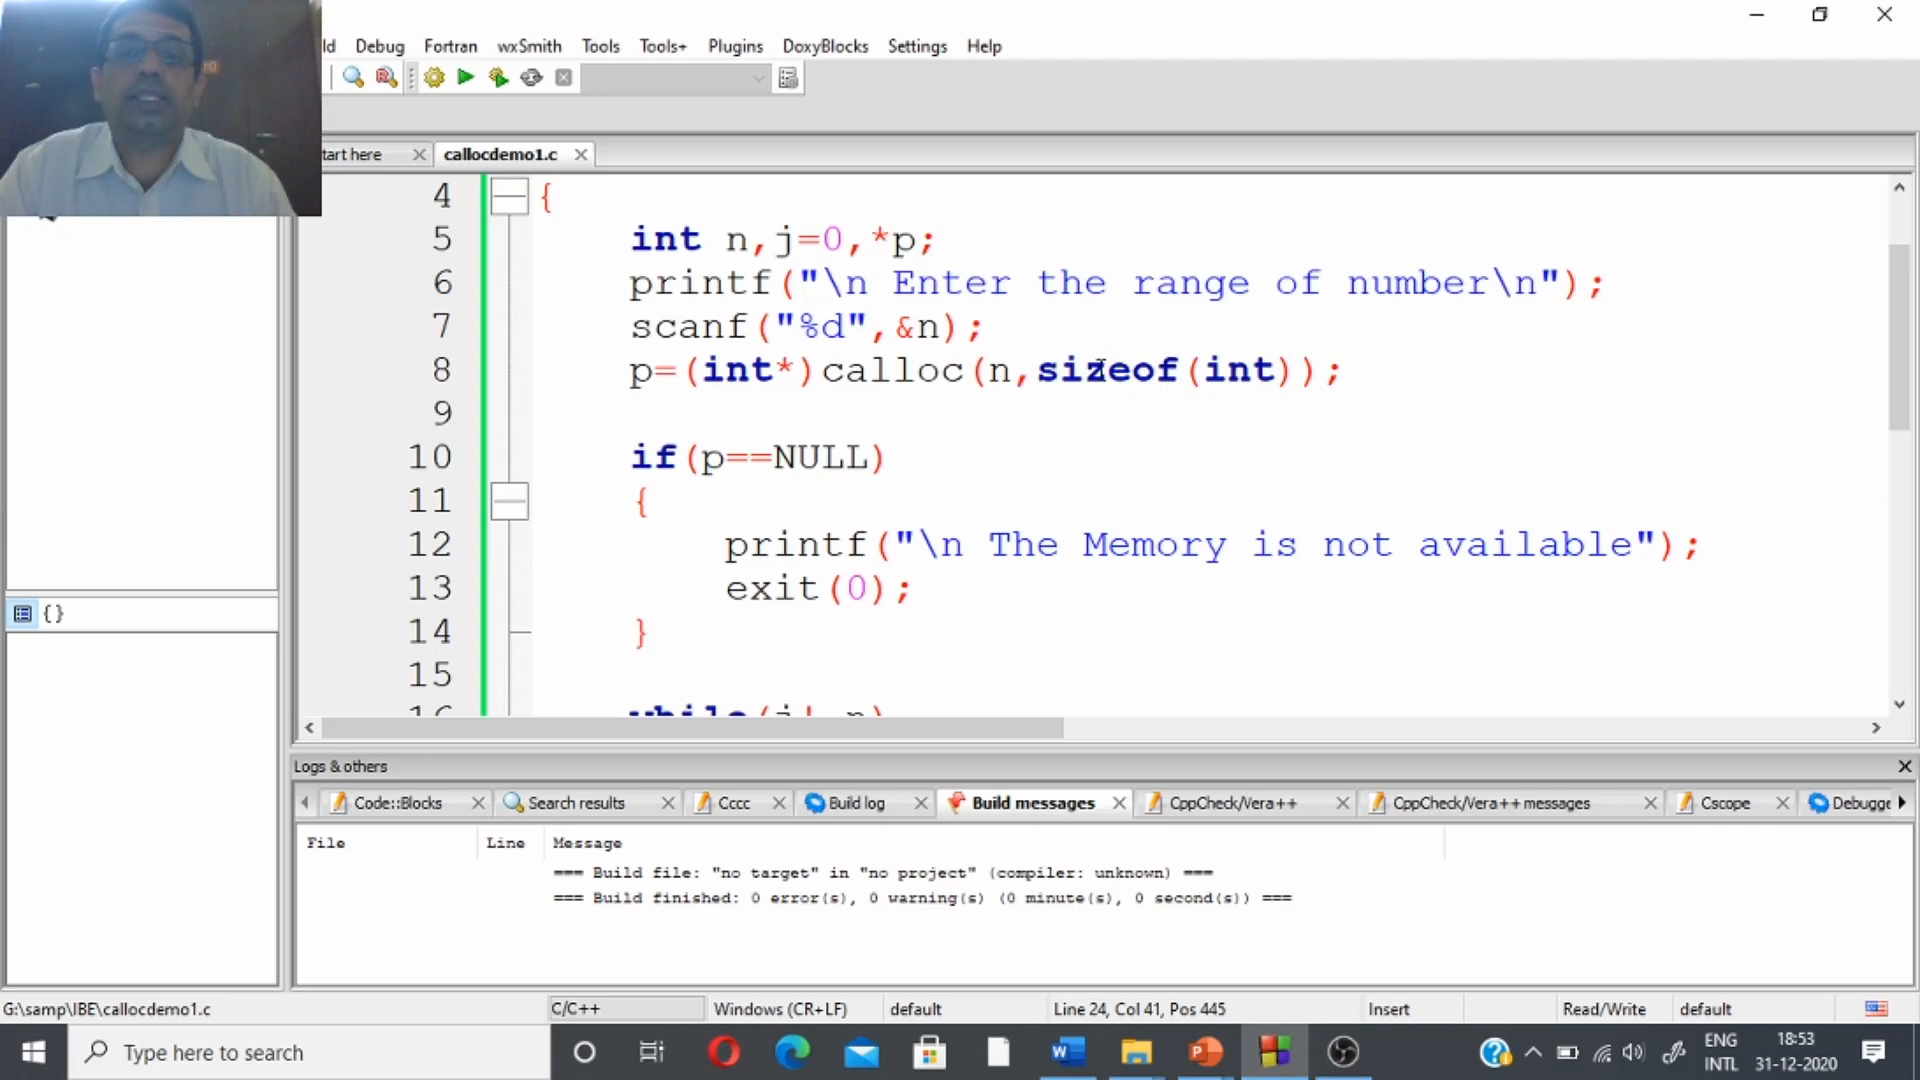 ld Debug Fortran wxSmith Tools Tools+ Plugins DoxyBlocks Settings Help
tart here callocdemo1.c
4 {
5 int n,j=0,*p;
6 printf("\n Enter the range of number\n");
7 scanf("%d",&n);
8 p=(int*)calloc(n,sizeof(int));
9
10 if(p==NULL)
11 {
12 printf("\n The Memory is not available");
13 exit(0);
14 }
15
{}
Logs & others
Code::Blocks Search results Cccc Build log Build messages CppCheck/Vera++ CppCheck/Vera++ messages Cscope Debugge
File Line Message
=== Build file: "no target" in "no project" (compiler: unknown) ===
=== Build finished: 0 error(s), 0 warning(s) (0 minute(s), 0 second(s)) ===
G:\samp\IBE\callocdemo1.c C/C++ Windows (CR+LF) default Line 24, Col 41, Pos 445 Insert Read/Write default
Type here to search
ENG 18:53
INTL 31-12-2020